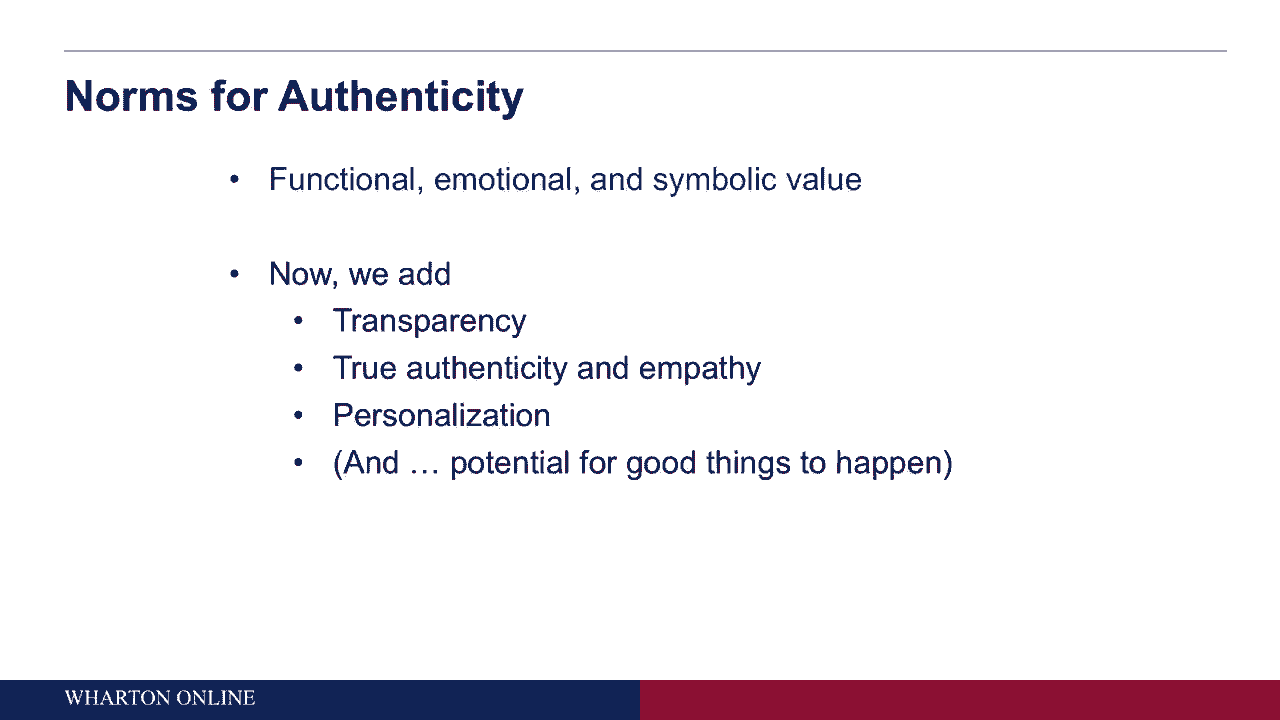 Norms for Authenticity
• Functional, emotional, and symbolic value
• Now, we add
• Transparency
• True authenticity and empathy
• Personalization
• (And … potential for good things to happen)
WHARTON ONLINE